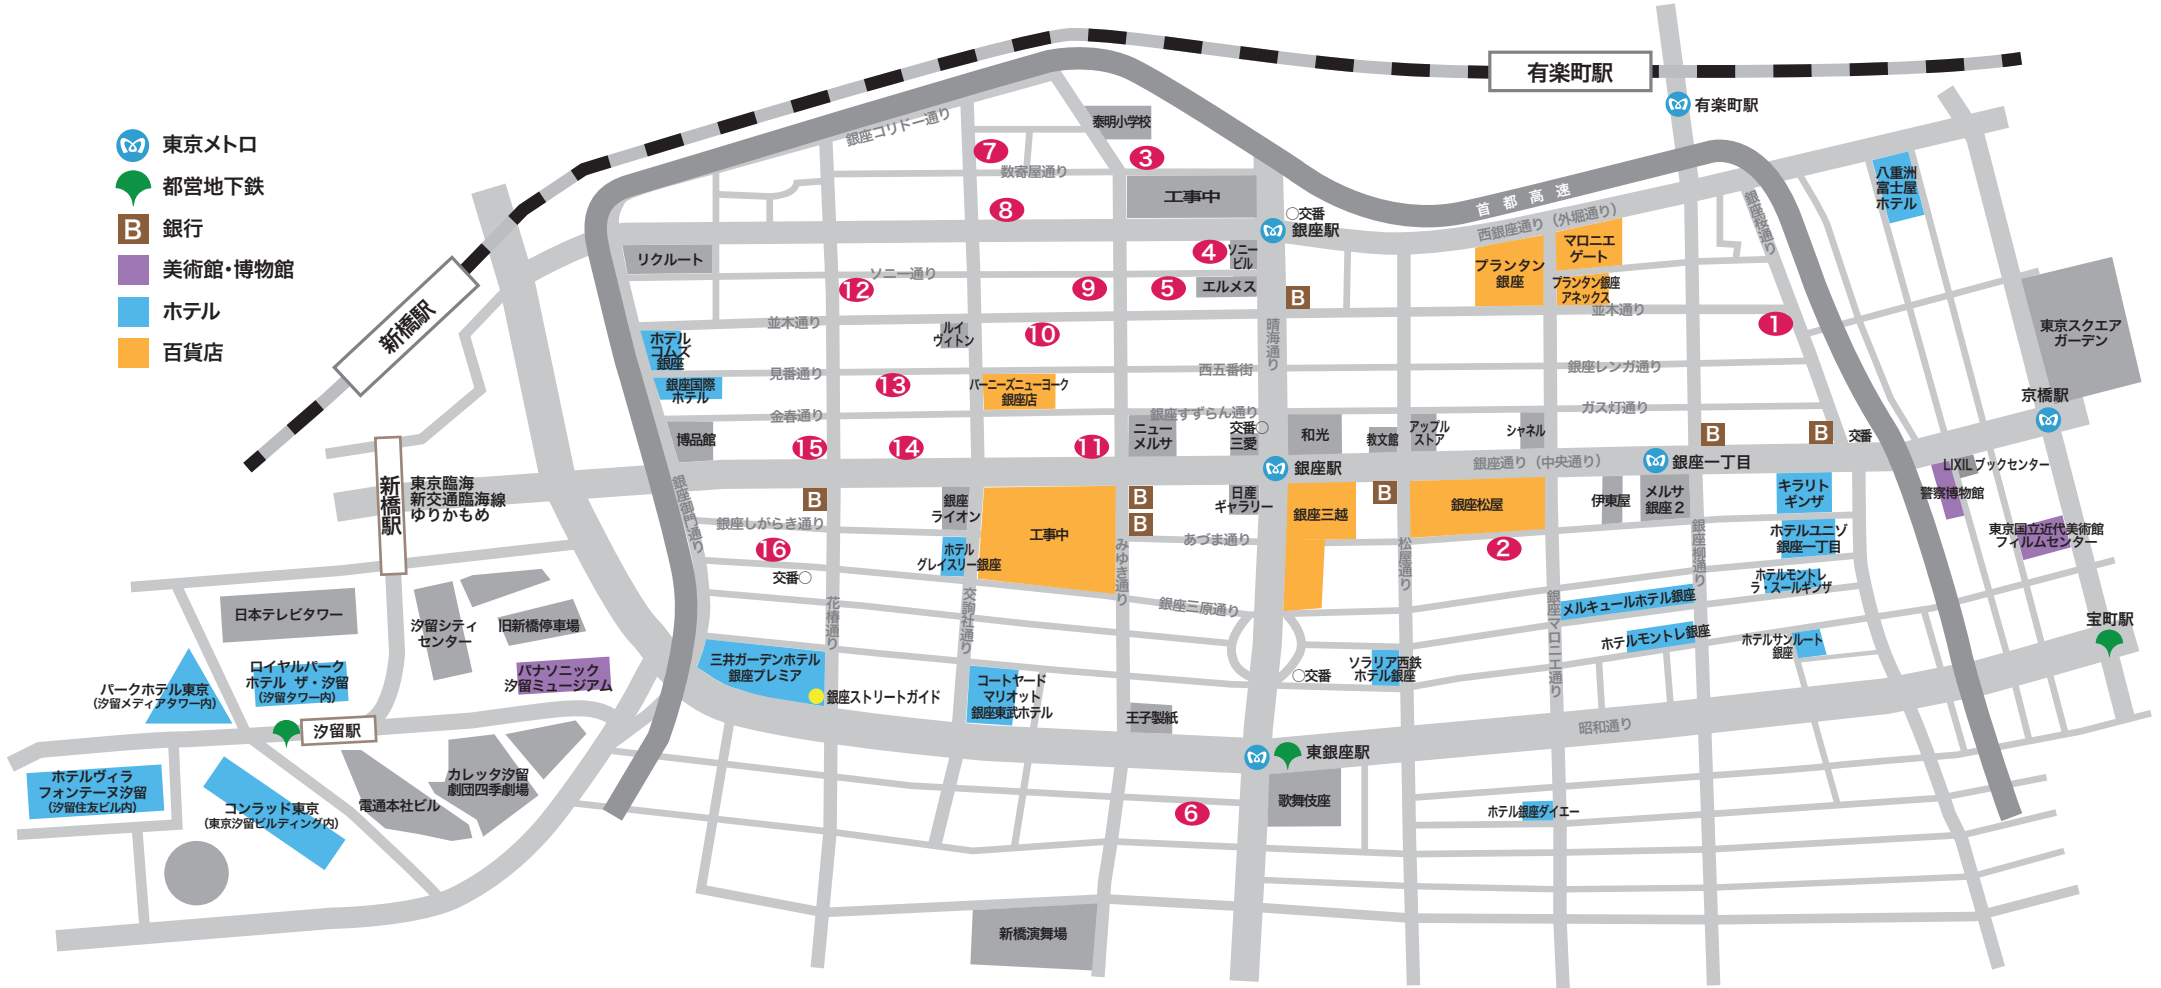 東京メトロ
都営地下鉄
B
銀行
美術館・博物館
ホテル
百貨店
有楽町駅
有楽町駅
新橋駅
新橋駅
東京臨海
新交通臨海線
ゆりかもめ
銀座コリドー通り
泰明小学校
数寄屋通り
工事中
○交番
銀座駅
首都高速
西銀座通り（外堀通り）
銀座桜通り
八重洲
富士屋
ホテル
リクルート
ソニー通り
ソニー
ビル
エルメス
B
プランタン
銀座
マロニエ
ゲート
プランタン銀座
アネックス
並木通り
並木通り
東京スクエア
ガーデン
ホテル
コムズ
銀座
ルイ
ヴィトン
晴海通り
見番通り
西五番街
銀座レンガ通り
銀座国際
ホテル
バーニーズニューヨーク
銀座店
金春通り
銀座すずらん通り
ガス灯通り
京橋駅
博品館
ニュー
メルサ
交番○
三愛
和光
教文館
アップル
ストア
シャネル
B
B
交番
銀座駅
銀座通り（中央通り）
銀座一丁目
LIXIL ブックセンター
警察博物館
東京国立近代美術館
フィルムセンター
銀座御門通り
B
銀座
ライオン
工事中
B
B
日産
ギャラリー
銀座三越
B
銀座松屋
伊東屋
メルサ
銀座２
キラリト
ギンザ
銀座しがらき通り
あづま通り
ホテル
グレイスリー銀座
みゆき通り
松屋通り
銀座柳通り
ホテルユニゾ
銀座一丁目
交番○
花椿通り
交詢社通り
銀座三原通り
銀座マロニエ通り
メルキュールホテル銀座
ホテルモントレ
ラ・スールギンザ
ホテルモントレ銀座
ホテルサンルート
銀座
宝町駅
日本テレビタワー
汐留シティ
センター
旧新橋停車場
パナソニック
汐留ミュージアム
ロイヤルパーク
ホテル ザ・汐留
（汐留タワー内）
パークホテル東京
（汐留メディアタワー内）
汐留駅
三井ガーデンホテル
銀座プレミア
銀座ストリートガイド
コートヤード
マリオット
銀座東武ホテル
王子製紙
○交番
ソラリア西鉄
ホテル銀座
昭和通り
東銀座駅
歌舞伎座
ホテル銀座ダイエー
ホテルヴィラ
フォンテーヌ汐留
（汐留住友ビル内）
コンラッド東京
（東京汐留ビルディング内）
電通本社ビル
カレッタ汐留
劇団四季劇場
新橋演舞場
7
3
8
4
12
9
5
10
1
13
15
14
11
16
2
6